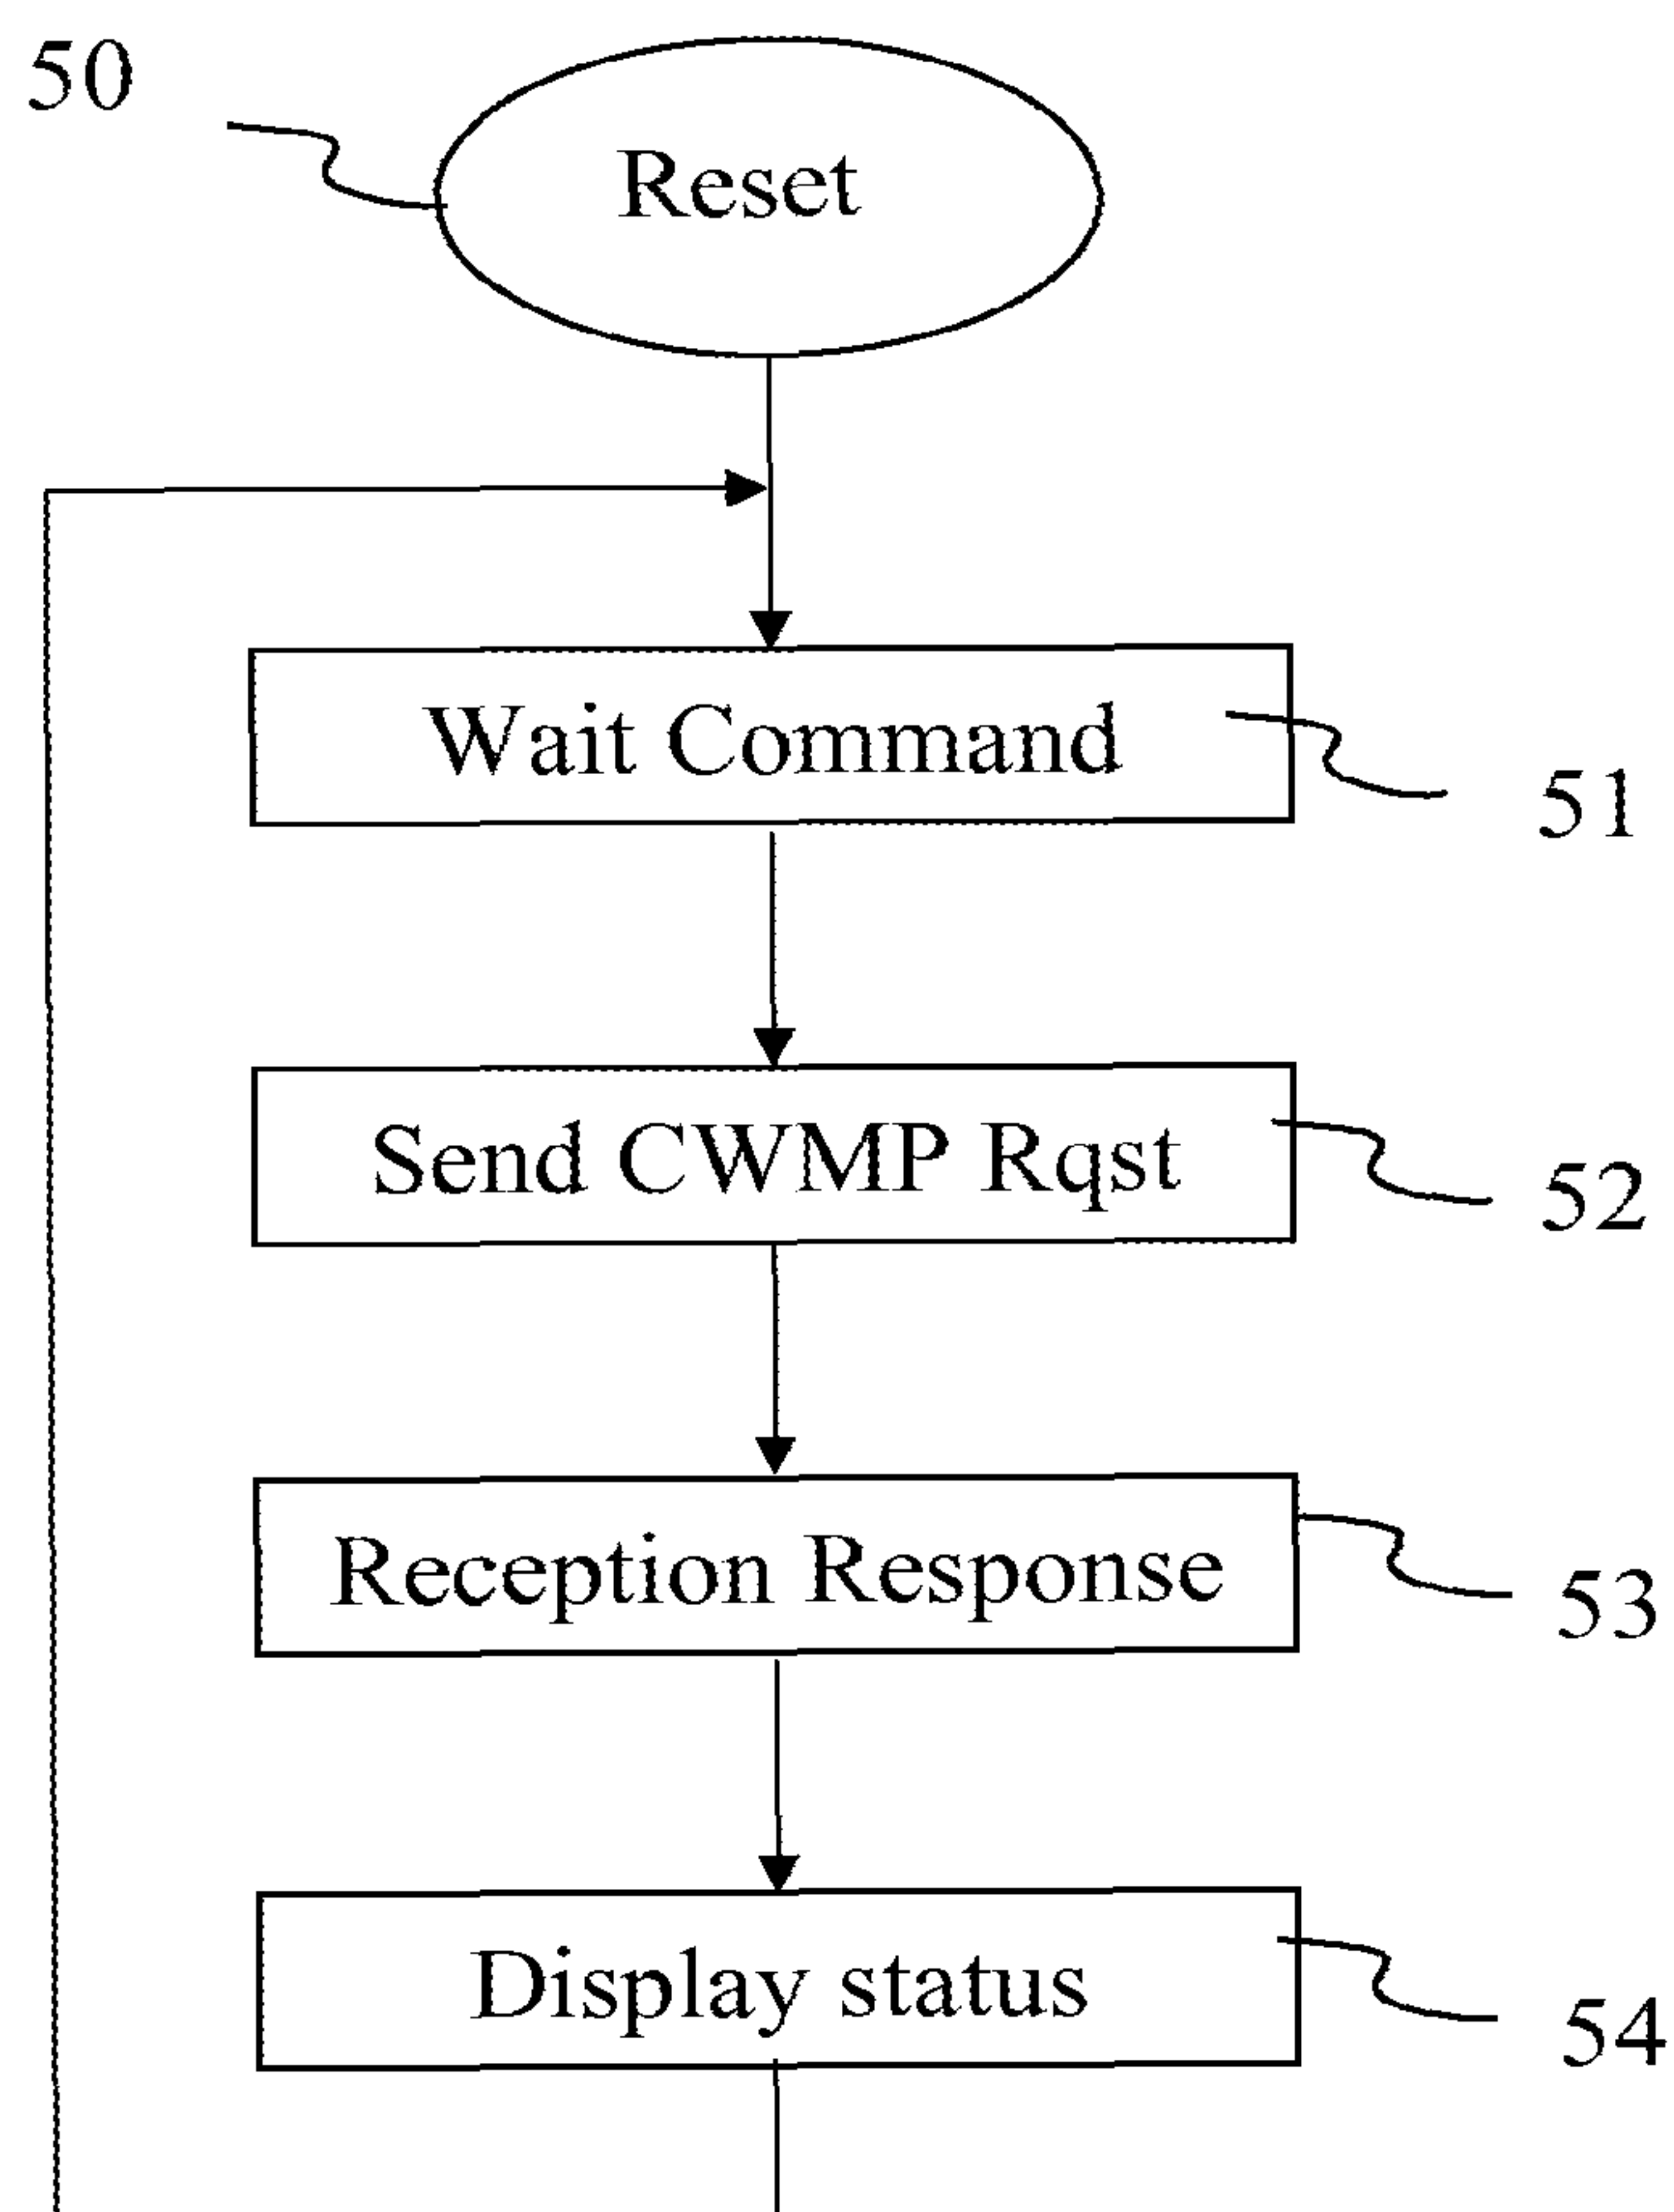 50
Reset
Wait Command
51
Send CWMP Rqst
52
Reception Response
53
Display status
54